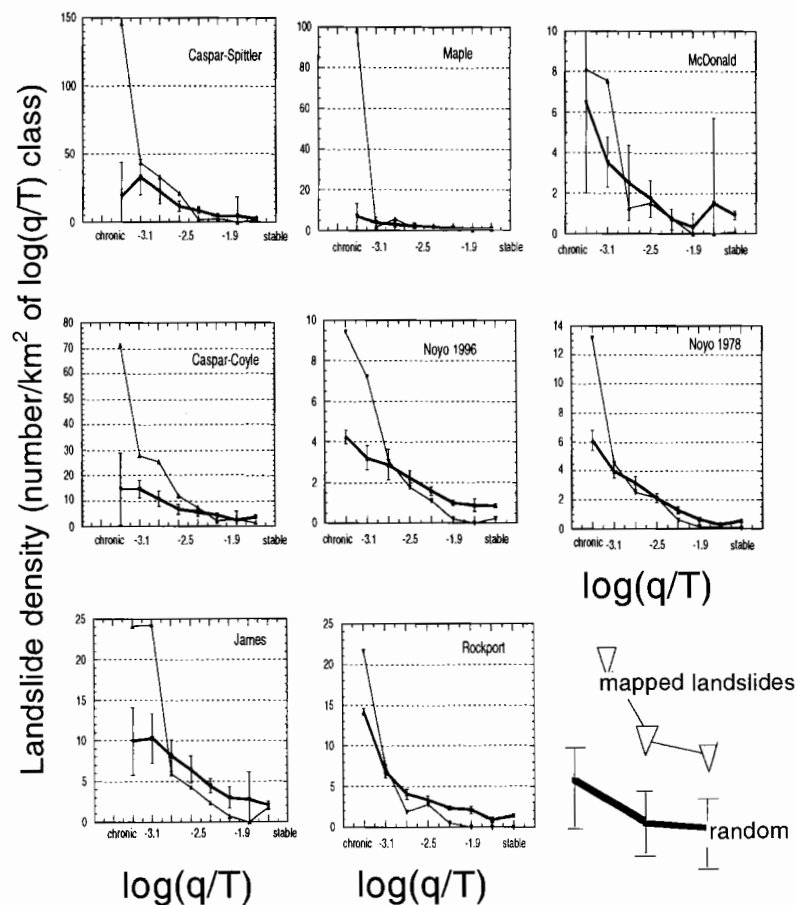 Landslide density (number/km² of log(q/T) class)
150
100
50
0
Caspar-Spittler
chronic -3.1 -2.5 -1.9 stable
100
80
60
40
20
0
Maple
chronic -3.1 -2.5 -1.9 stable
10
8
6
4
2
0
McDonald
chronic -3.1 -2.5 -1.9 stable
80
70
60
50
40
30
20
10
0
Caspar-Coyle
chronic -3.1 -2.5 -1.9 stable
10
8
6
4
2
0
Noyo 1996
chronic -3.1 -2.5 -1.9 stable
14
12
10
8
6
4
2
0
Noyo 1978
chronic -3.1 -2.5 -1.9 stable
log(q/T)
25
20
15
10
5
0
James
chronic -3.1 -2.5 -1.9 stable
log(q/T)
25
20
15
10
5
0
Rockport
chronic -3.1 -2.5 -1.9 stable
log(q/T)
mapped landslides
random